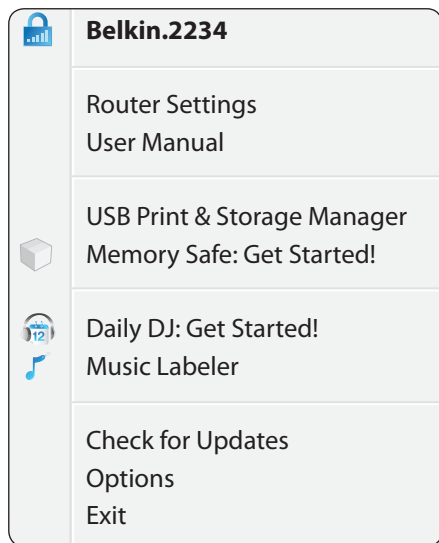 Belkin.2234
Router Settings
User Manual
USB Print & Storage Manager
Memory Safe: Get Started!
12
Daily DJ: Get Started!
Music Labeler
Check for Updates
Options
Exit